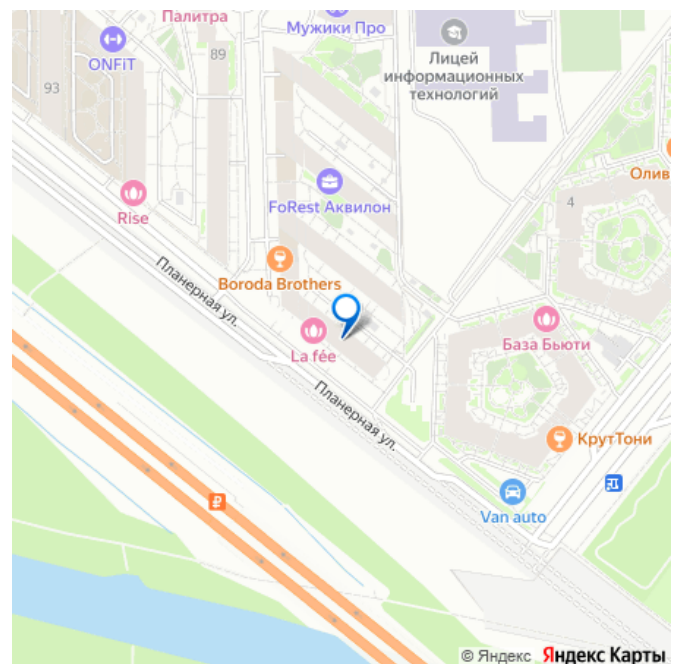 Палитра
Мужики Про
ONFiT
89
93
Лицей
информационных
технологий
Олив
4
Rise
FoRest Аквилон
Boroda Brothers
Планерная ул.
La fée
База Бьюти
Планерная ул.
КрутТони
Van auto
© Яндекс Яндекс Карты